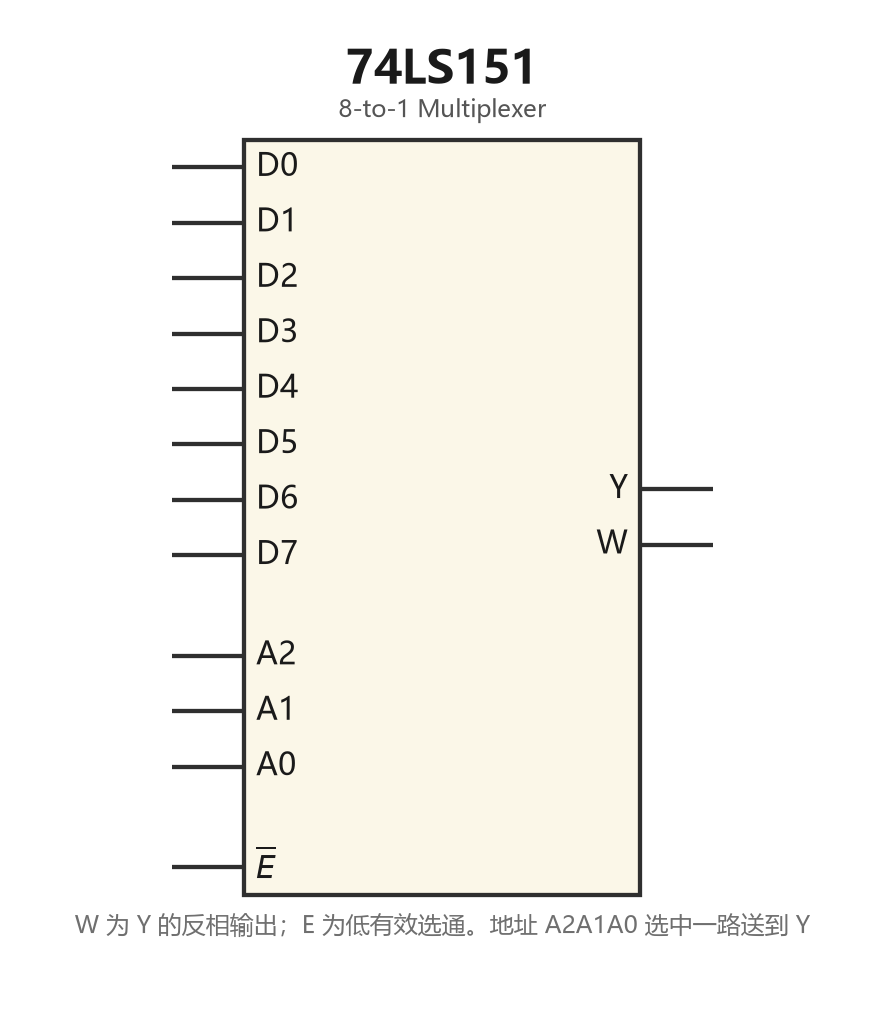 74LS151
8-to-1 Multiplexer
D0
D1
D2
D3
D4
D5
D6
D7
Y
W
A2
A1
A0
E̅
W 为 Y 的反相输出；E 为低有效选通。地址 A2A1A0 选中一路送到 Y